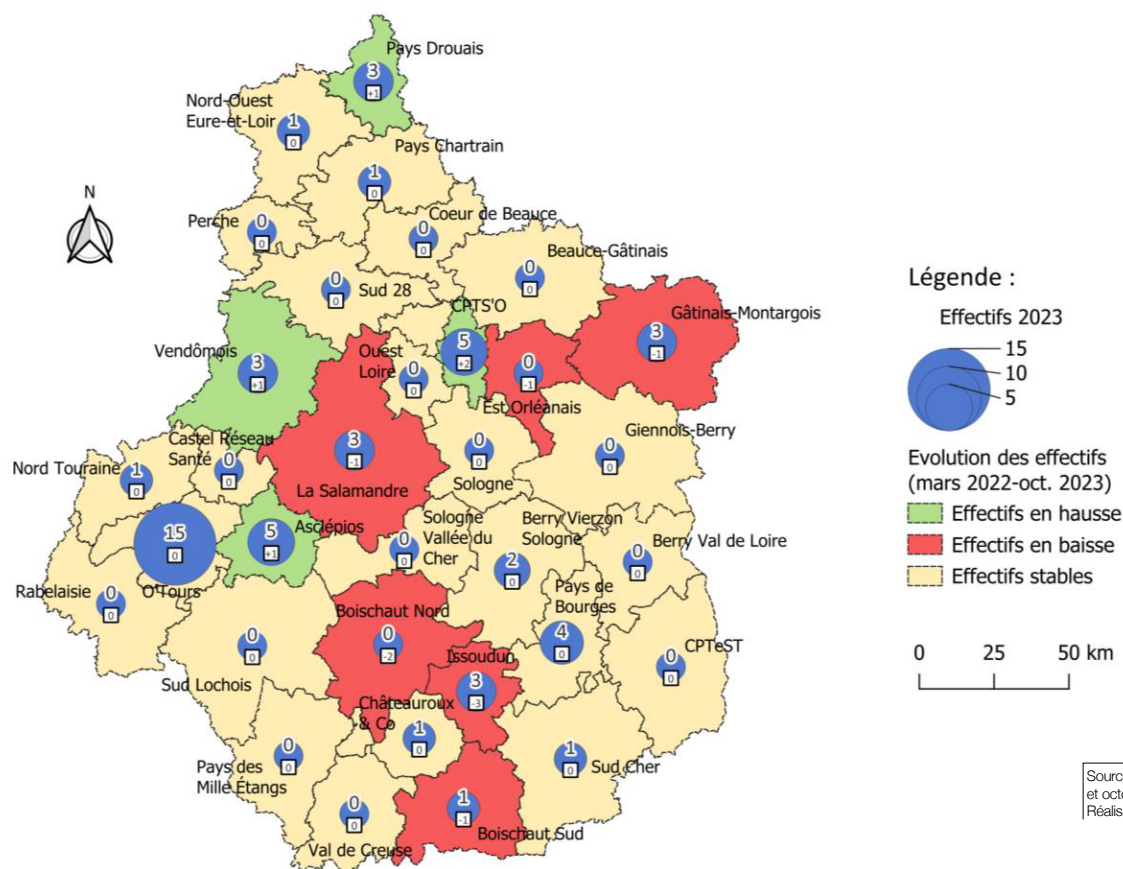 Pays Drouais
3
+1
Nord-Ouest
Eure-et-Loir
1
0
Pays Chartrain
1
0
N
Perche
0
0
Coeur de Beauce
0
0
Beauce-Gâtinais
0
0
Sud 28
0
0
CPTS'O
5
+2
Gâtinais-Montargois
3
-1
Vendômois
3
+1
Ouest
Loire
0
0
Est Orléanais
0
-1
Giennois-Berry
0
0
Castel Réseau
Santé
0
0
La Salamandre
3
-1
Sologne
0
0
Nord Touraine
1
0
O'Tours
15
0
Asclépios
5
+1
Sologne
Vallée du
Cher
0
0
Berry Vierzon
Sologne
2
0
Berry Val de Loire
0
0
Rabelaisie
0
0
Pays de
Bourges
4
0
Boischaut Nord
0
-2
Issoudun
3
-3
CPTeST
0
0
Sud Lochois
0
0
Châteauroux
& Co
1
0
Pays des
Mille Étangs
0
0
Sud Cher
1
0
Val de Creuse
0
0
Boischaut Sud
1
-1
Légende :
Effectifs 2023
15
10
5
Evolution des effectifs
(mars 2022-oct. 2023)
Effectifs en hausse
Effectifs en baisse
Effectifs stables
0 25 50 km
Sourc
et octo
Réalis